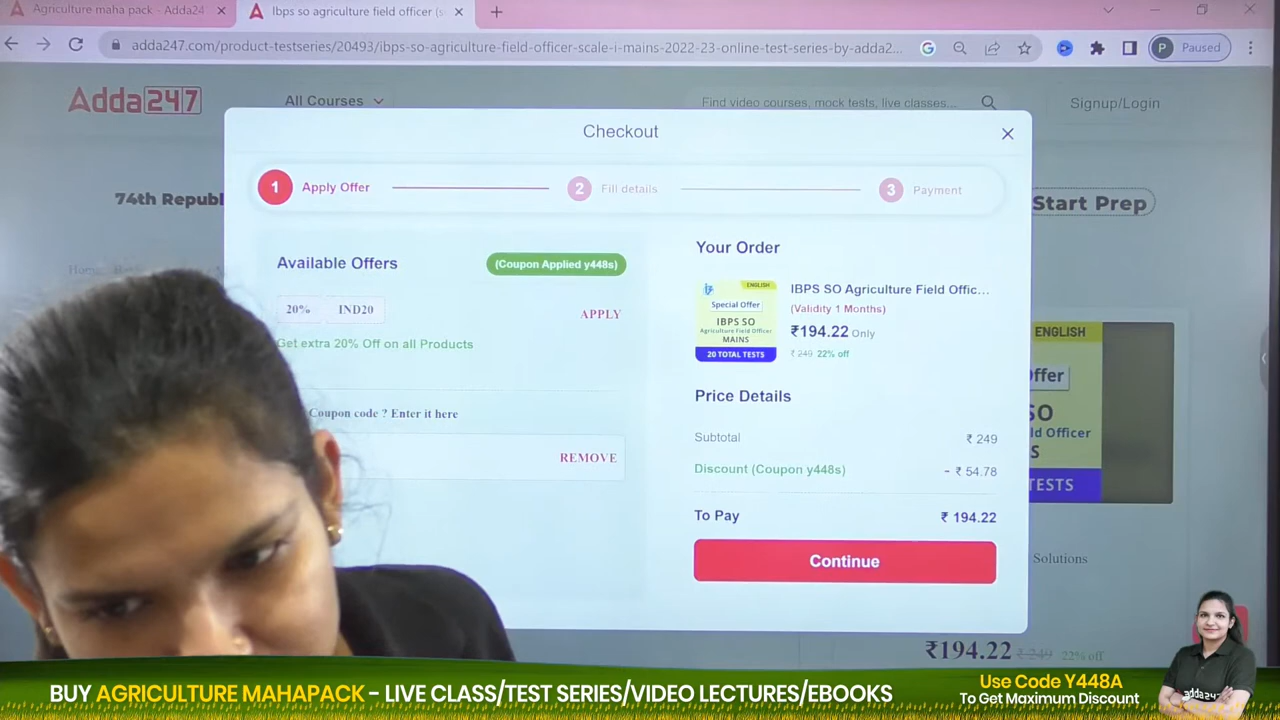 Agriculture maha pack - Adda24
Ibps so agriculture field officer (s
adda247.com/product-testseries/20493/ibps-so-agriculture-field-officer-scale-i-mains-2022-23-online-test-series-by-adda2...
P Paused
Adda247
All Courses
Find video courses, mock tests, live classes...
Signup/Login
Checkout
1 Apply Offer
2 Fill details
3 Payment
74th Republ
Start Prep
Home
Available Offers
(Coupon Applied y448s)
20% IND20
APPLY
Get extra 20% Off on all Products
Coupon code ? Enter it here
REMOVE
Your Order
ENGLISH
Special Offer
IBPS SO
Agriculture Field Officer
MAINS
20 TOTAL TESTS
IBPS SO Agriculture Field Offic...
(Validity 1 Months)
₹194.22 Only
₹ 249 22% off
Price Details
Subtotal ₹ 249
Discount (Coupon y448s) - ₹ 54.78
To Pay ₹ 194.22
Continue
ENGLISH
ffer
SO
ld Officer
S
TESTS
Solutions
₹194.22 ₹ 249 22% off
BUY AGRICULTURE MAHAPACK - LIVE CLASS/TEST SERIES/VIDEO LECTURES/EBOOKS
Use Code Y448A
To Get Maximum Discount
adda247